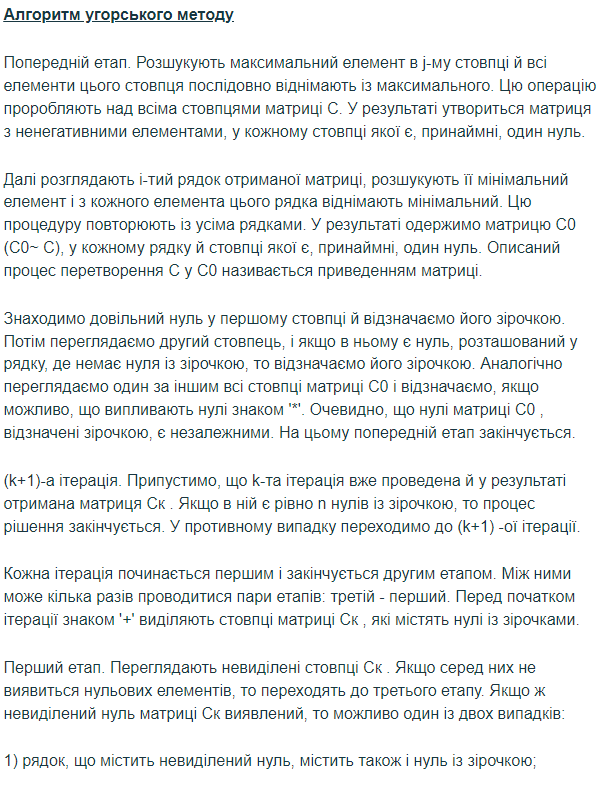 Алгоритм угорського методу
Попередній етап. Розшукують максимальний елемент в j-му стовпці й всі
елементи цього стовпця послідовно віднімають із максимального. Цю операцію
проробляють над всіма стовпцями матриці С. У результаті утвориться матриця
з ненегативними елементами, у кожному стовпці якої є, принаймні, один нуль.
Далі розглядають і-тий рядок отриманої матриці, розшукують її мінімальний
елемент і з кожного елемента цього рядка віднімають мінімальний. Цю
процедуру повторюють із усіма рядками. У результаті одержимо матрицю С0
(С0~ С), у кожному рядку й стовпці якої є, принаймні, один нуль. Описаний
процес перетворення С у С0 називається приведенням матриці.
Знаходимо довільний нуль у першому стовпці й відзначаємо його зірочкою.
Потім переглядаємо другий стовпець, і якщо в ньому є нуль, розташований у
рядку, де немає нуля із зірочкою, то відзначаємо його зірочкою. Аналогічно
переглядаємо один за іншим всі стовпці матриці С0 і відзначаємо, якщо
можливо, що випливають нулі знаком '*'. Очевидно, що нулі матриці С0 ,
відзначені зірочкою, є незалежними. На цьому попередній етап закінчується.
(k+1)-а ітерація. Припустимо, що k-та ітерація вже проведена й у результаті
отримана матриця Ск . Якщо в ній є рівно n нулів із зірочкою, то процес
рішення закінчується. У противному випадку переходимо до (k+1) -ої ітерації.
Кожна ітерація починається першим і закінчується другим етапом. Між ними
може кілька разів проводитися пари етапів: третій - перший. Перед початком
ітерації знаком '+' виділяють стовпці матриці Ск , які містять нулі із зірочками.
Перший етап. Переглядають невиділені стовпці Ск . Якщо серед них не
виявиться нульових елементів, то переходять до третього етапу. Якщо ж
невиділений нуль матриці Ск виявлений, то можливо один із двох випадків:
1) рядок, що містить невиділений нуль, містить також і нуль із зірочкою;